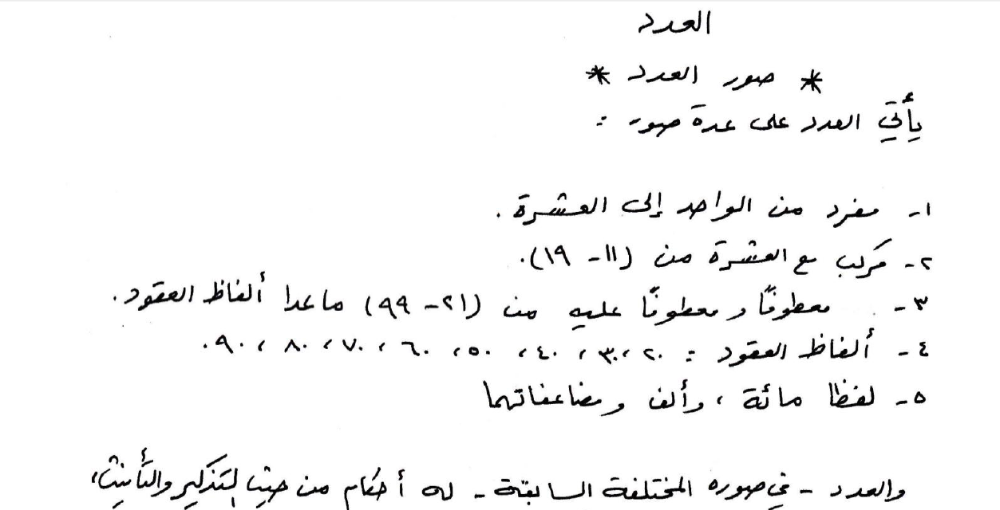 العدد
* صور العدد *
يأتي العدد على عدة صور :
١- مفرد من الواحد إلى العشرة .
٢- مركب مع العشرة من (١١- ١٩).
٣- معطوفًا ومعطوفًا عليه من (٢١- ٩٩) ماعدا ألفاظ العقود .
٤- ألفاظ العقود : ٢٠، ٣٠، ٤٠، ٥٠، ٦٠، ٧٠، ٨٠، ٩٠.
٥- لفظا مائة ، وألف ومضاعفاتهما
والعدد - في صوره المختلفة السابقة - له أحكام من حيث التذكير والتأنيث،